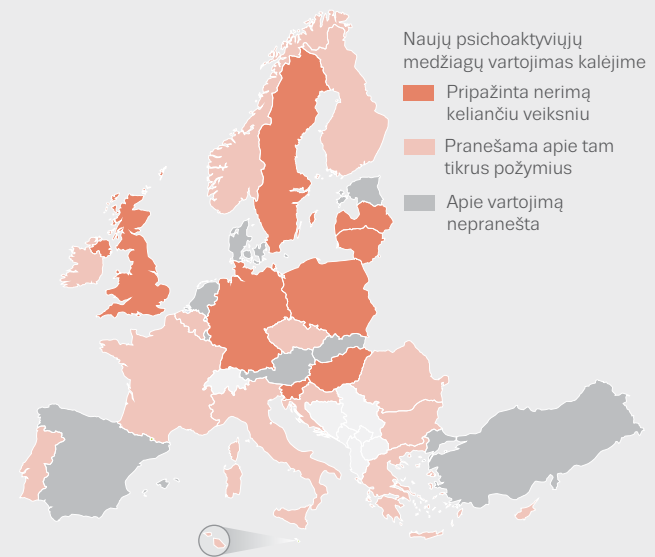 Naujų psichoaktyviųjų
medžiagų vartojimas kalėjime
Pripažinta nerimą
keliančiu veiksniu
Pranešama apie tam
tikrus požymius
Apie vartojimą
nepranešta